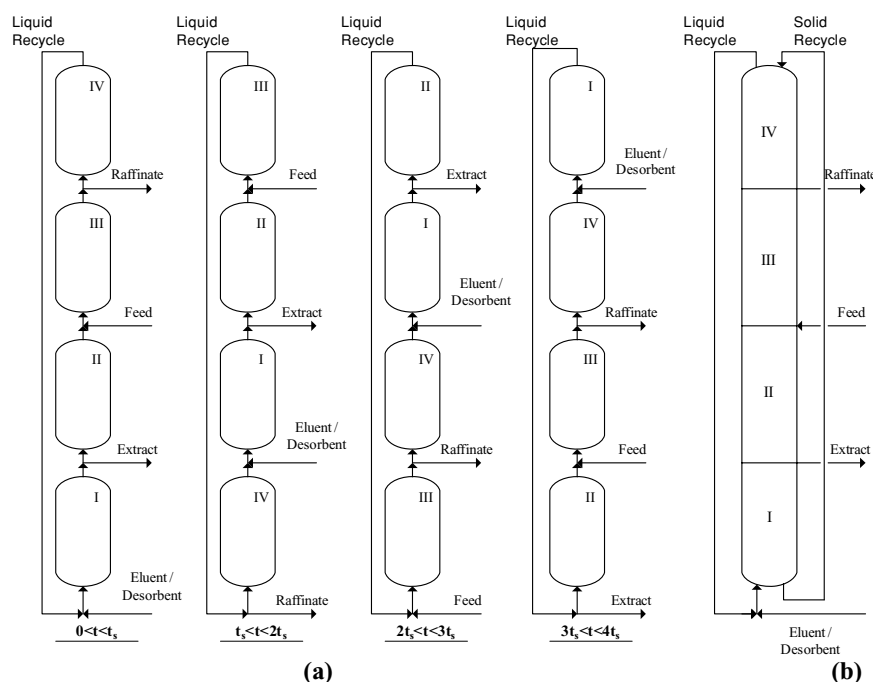 Liquid
Recycle
IV
Raffinate
III
Feed
II
Extract
I
Eluent /
Desorbent
0<t<tₛ
Liquid
Recycle
III
Feed
II
Extract
I
Eluent /
Desorbent
IV
Raffinate
tₛ<t<2tₛ
Liquid
Recycle
II
Extract
I
Eluent /
Desorbent
IV
Raffinate
III
Feed
2tₛ<t<3tₛ
Liquid
Recycle
I
Eluent /
Desorbent
IV
Raffinate
III
Feed
II
Extract
3tₛ<t<4tₛ
(a)
Liquid
Recycle
Solid
Recycle
IV
Raffinate
III
Feed
II
Extract
I
Eluent /
Desorbent
(b)